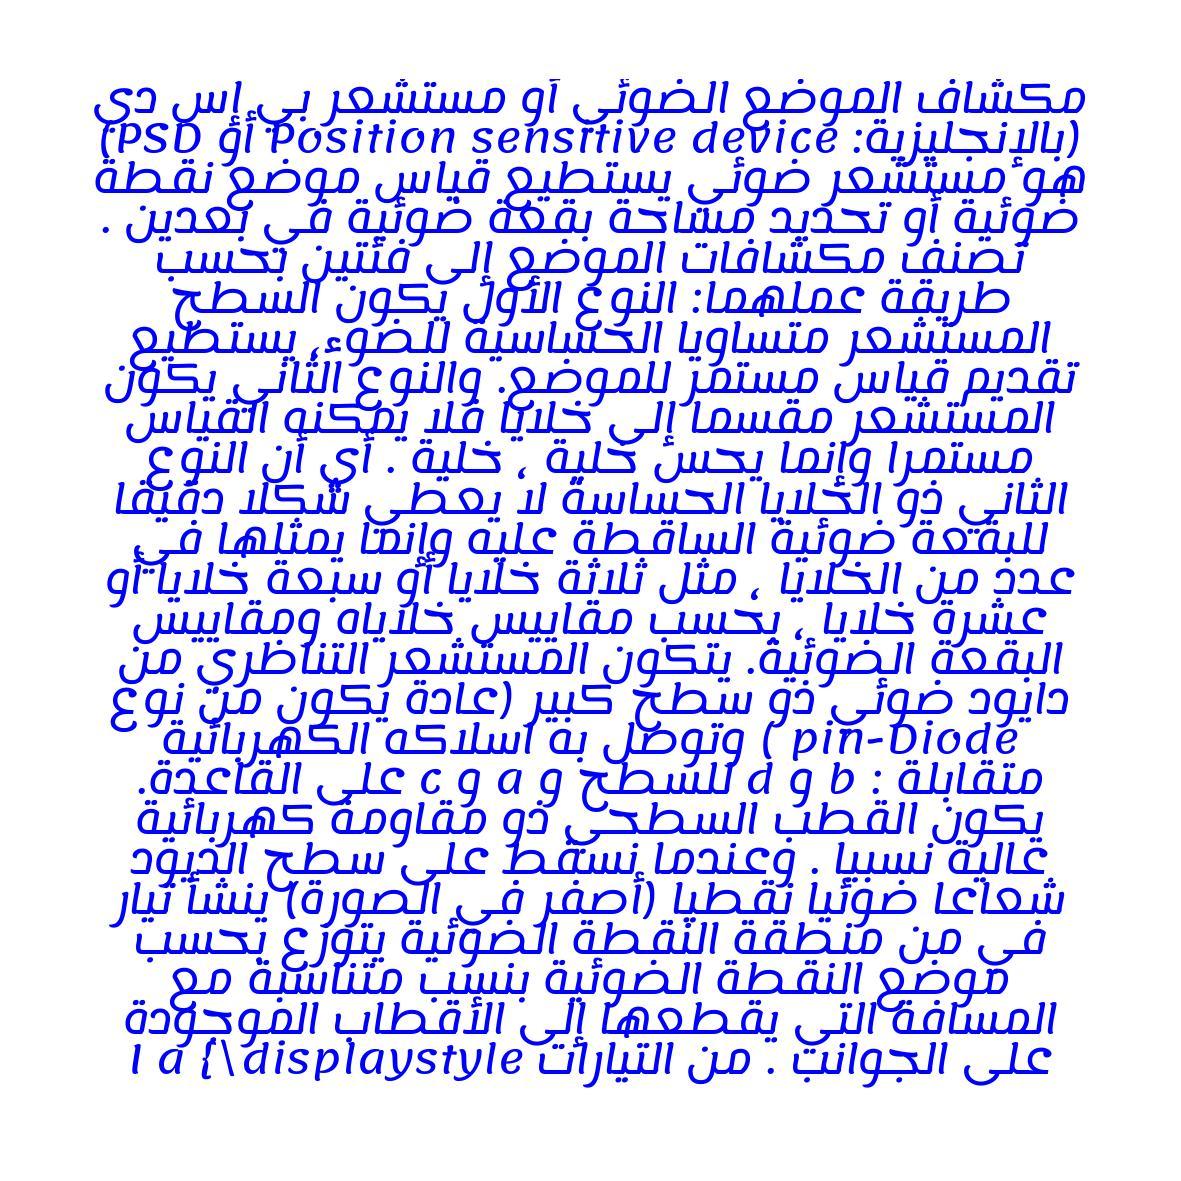 مكشاف الموضع الضوئي أو مستشعر بي إس دي
(بالإنجليزية: Position sensitive device أو PSD)
هو مستشعر ضوئي يستطيع قياس موضع نقطة
ضوئية أو تحديد مساحة بقعة ضوئية في بعدين .
تصنف مكشافات الموضع إلى فئتين بحسب
طريقة عملهما: النوع الأول يكون السطح
المستشعر متساويا الحساسية للضوء، يستطيع
تقديم قياس مستمر للموضع. والنوع الثاني يكون
المستشعر مقسما إلى خلايا فلا يمكنه القياس
مستمرا وإنما يحس خلية ، خلية . أي أن النوع
الثاني ذو الخلايا الحساسة لا يعطي شكلا دقيقا
للبقعة ضوئية الساقطة عليه وإنما يمثلها في
عدد من الخلايا ، مثل ثلاثة خلايا أو سبعة خلايا أو
عشرة خلايا ، بحسب مقاييس خلاياه ومقاييس
البقعة الضوئية. يتكون المستشعر التناظري من
دايود ضوئي ذو سطح كبير (عادة يكون من نوع
pin-Diode ) وتوصل به اسلاكه الكهربائية
متقابلة : b و d للسطح و a و c على القاعدة.
يكون القطب السطحي ذو مقاومة كهربائية
عالية نسبيا . وعندما نسقط على سطح الديود
شعاعا ضوئيا نقطيا (أصفر في الصورة) ينشأ تيار
في من منطقة النقطة الضوئية يتوزع بحسب
موضع النقطة الضوئية بنسب متناسبة مع
المسافة التي يقطعها إلى الأقطاب الموجودة
على الجوانب . من التيارات displaystyle\{ I a